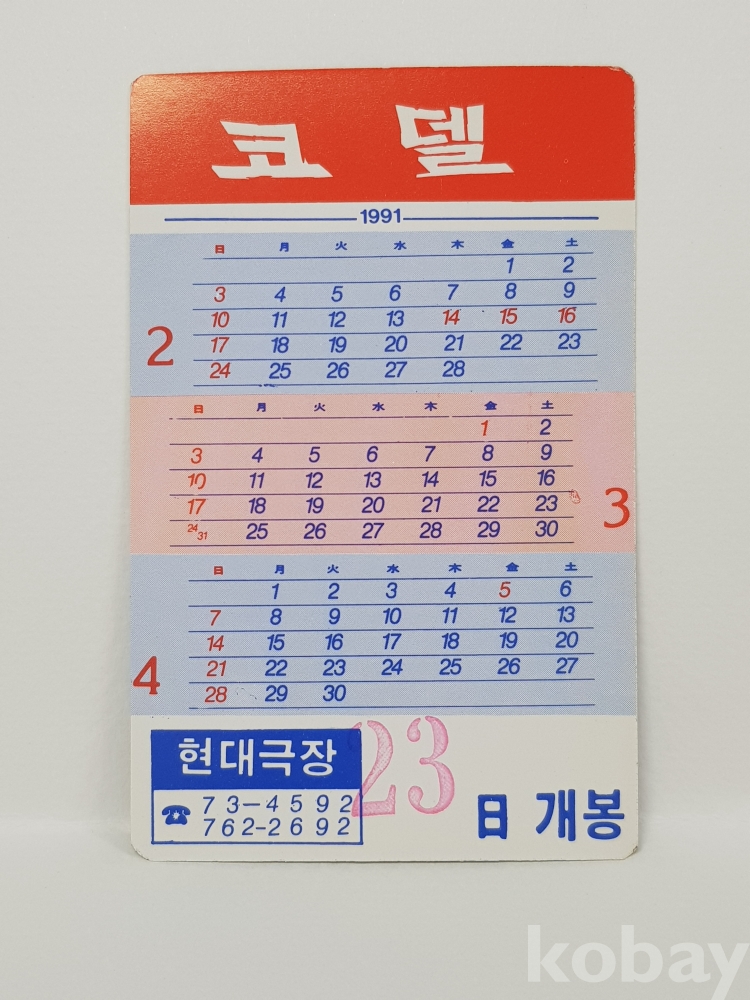 코 델
1991
日 月 火 水 木 金 土
1 2
3 4 5 6 7 8 9
10 11 12 13 14 15 16
2
17 18 19 20 21 22 23
24 25 26 27 28
日 月 火 水 木 金 土
1 2
3 4 5 6 7 8 9
10 11 12 13 14 15 16
17 18 19 20 21 22 23
3
24 31 25 26 27 28 29 30
日 月 火 水 木 金 土
1 2 3 4 5 6
7 8 9 10 11 12 13
14 15 16 17 18 19 20
4
21 22 23 24 25 26 27
28 29 30
현대극장
☎ 73-4592
762-2692
23
日 개봉
kobay